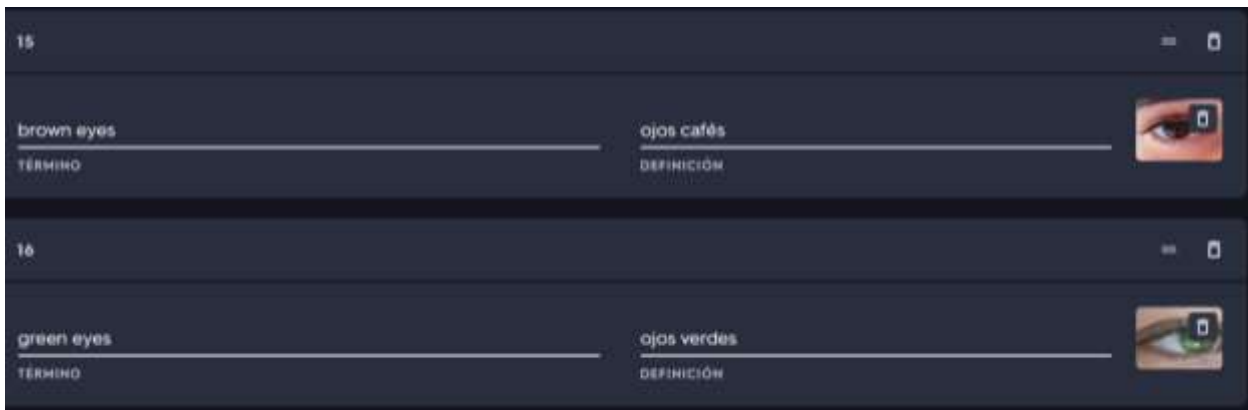 15
brown eyes
ojos cafés
TÉRMINO
DEFINICIÓN
16
green eyes
ojos verdes
TÉRMINO
DEFINICIÓN